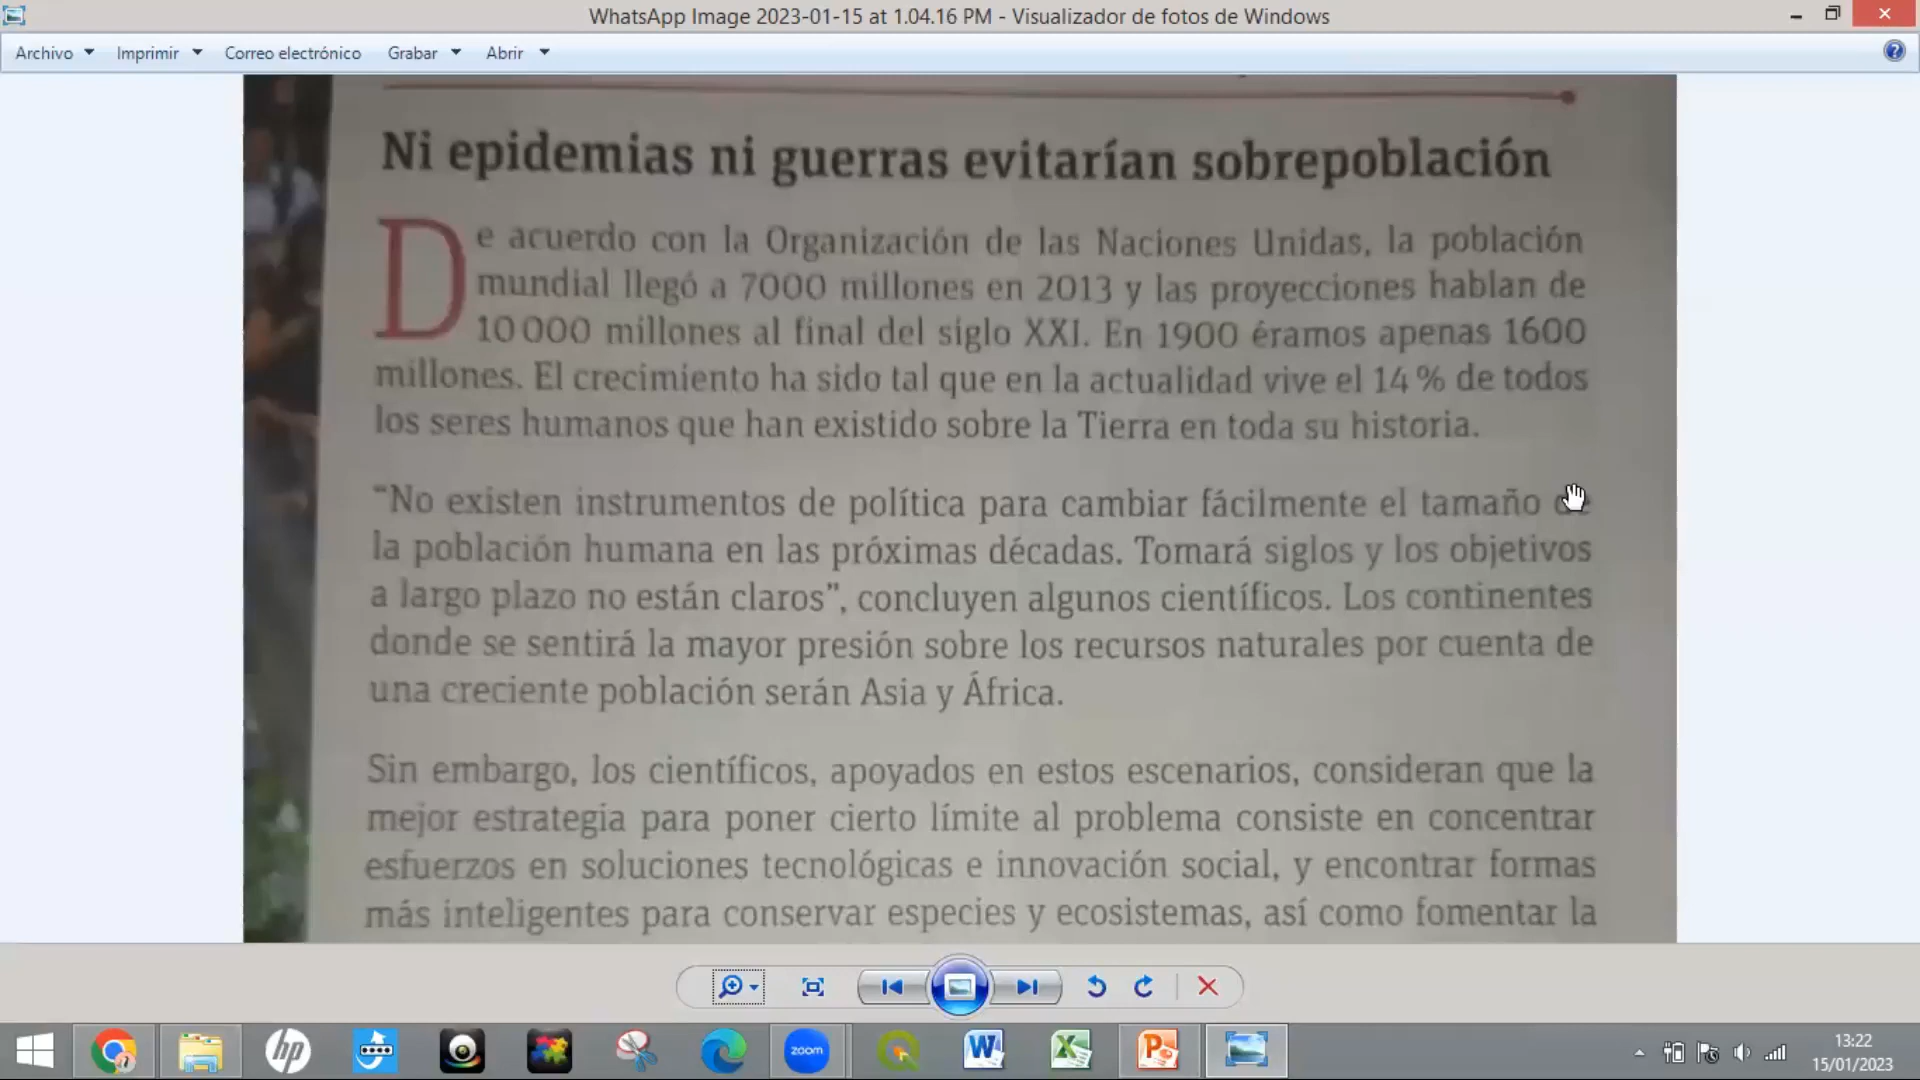 WhatsApp Image 2023-01-15 at 1.04.16 PM - Visualizador de fotos de Windows
Archivo Imprimir Correo electrónico Grabar Abrir
Ni epidemias ni guerras evitarían sobrepoblación
De acuerdo con la Organización de las Naciones Unidas, la población
mundial llegó a 7000 millones en 2013 y las proyecciones hablan de
10 000 millones al final del siglo XXI. En 1900 éramos apenas 1600
millones. El crecimiento ha sido tal que en la actualidad vive el 14 % de todos
los seres humanos que han existido sobre la Tierra en toda su historia.
“No existen instrumentos de política para cambiar fácilmente el tamaño de
la población humana en las próximas décadas. Tomará siglos y los objetivos
a largo plazo no están claros”, concluyen algunos científicos. Los continentes
donde se sentirá la mayor presión sobre los recursos naturales por cuenta de
una creciente población serán Asia y África.
Sin embargo, los científicos, apoyados en estos escenarios, consideran que la
mejor estrategia para poner cierto límite al problema consiste en concentrar
esfuerzos en soluciones tecnológicas e innovación social, y encontrar formas
más inteligentes para conservar especies y ecosistemas, así como fomentar la
hp
zoom
13:22
15/01/2023